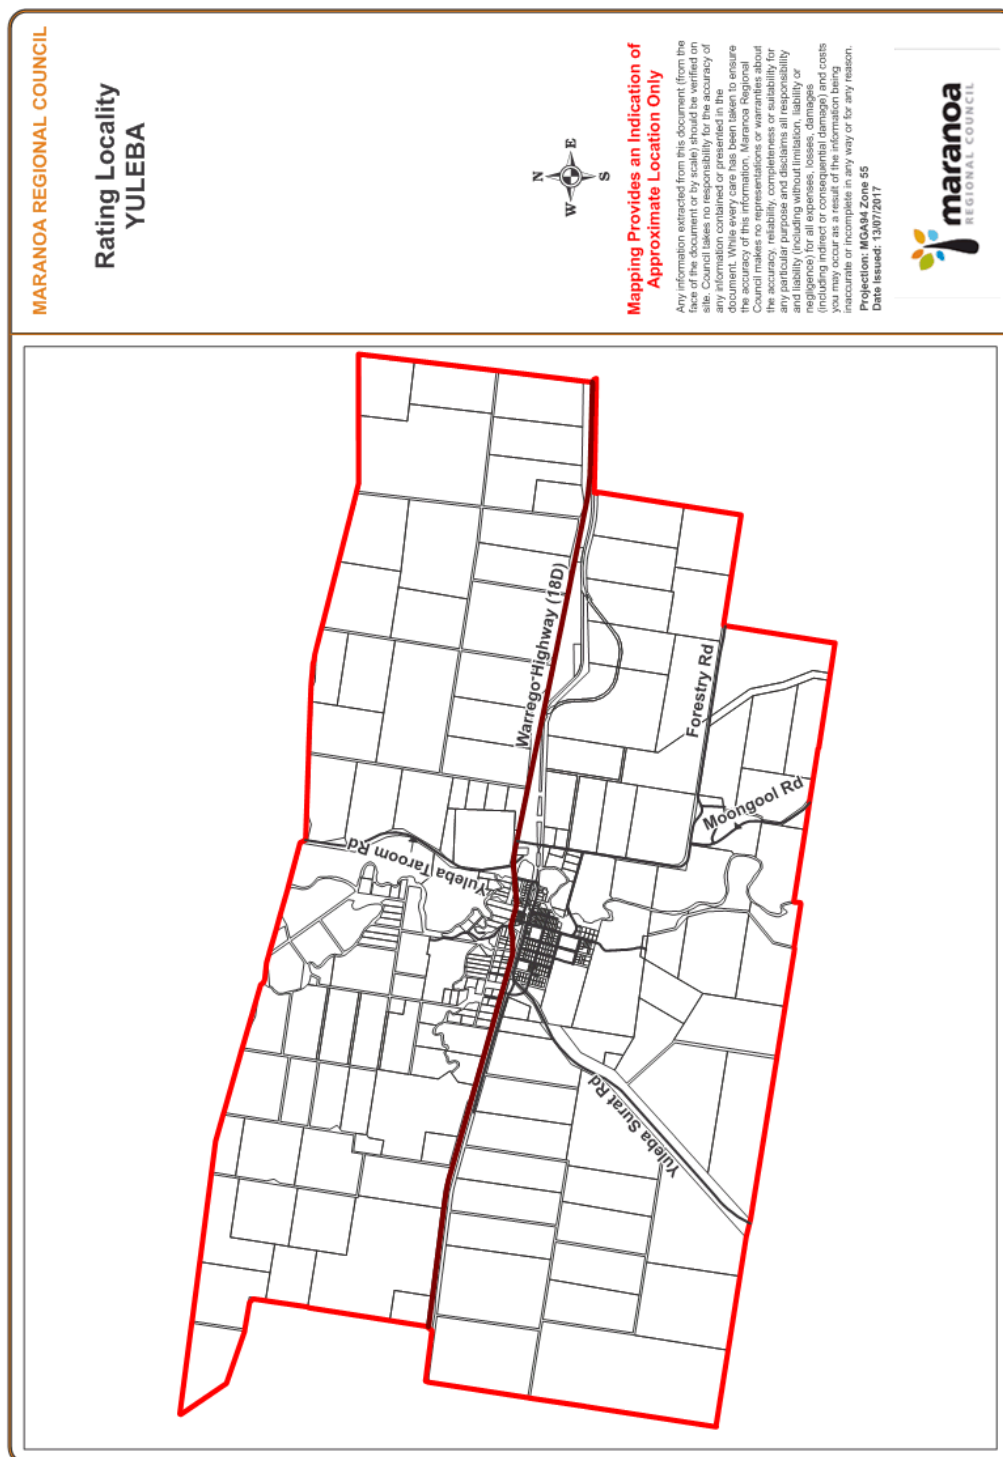 MARANOA REGIONAL COUNCIL
Rating Locality
YULEBA
N
W
E
S
Mapping Provides an Indication of
Approximate Location Only
Any information extracted from this document (from the
face of the document or by scale) should be verified on
site. Council takes no responsibility for the accuracy of
any information contained or presented in the
document. While every care has been taken to ensure
the accuracy of this information, Maranoa Regional
Council makes no representations or warranties about
the accuracy, reliability, completeness or suitability for
any particular purpose and disclaims all responsibility
and liability (including without limitation, liability or
negligence) for all expenses, losses, damages
(including indirect or consequential damage) and costs
you may occur as a result of the information being
inaccurate or incomplete in any way or for any reason.
Projection: MGA94 Zone 55
Date Issued: 13/07/2017
maranoa
REGIONAL COUNCIL
Yuleba Taroom Rd
Warrego Highway (18D)
Forestry Rd
Moongool Rd
Yuleba Surat Rd